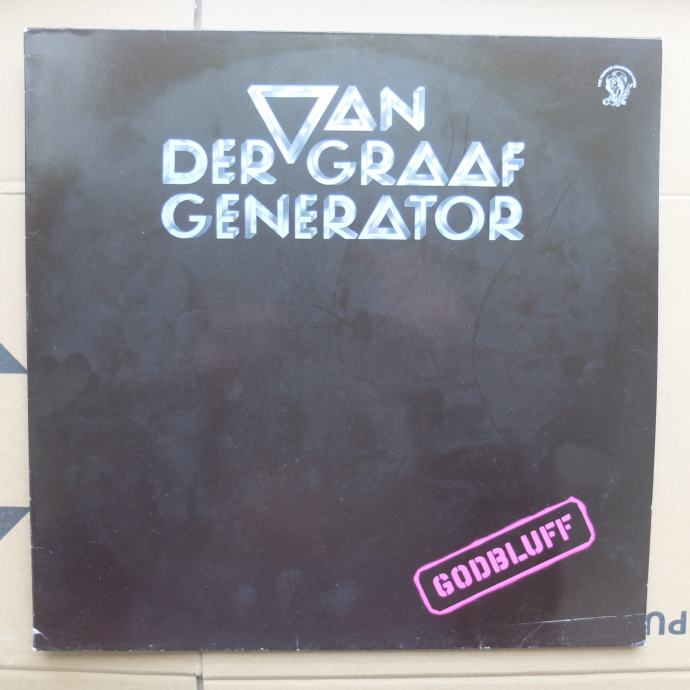 VAN
DER GRAAF
GENERATOR
GODBLUFF